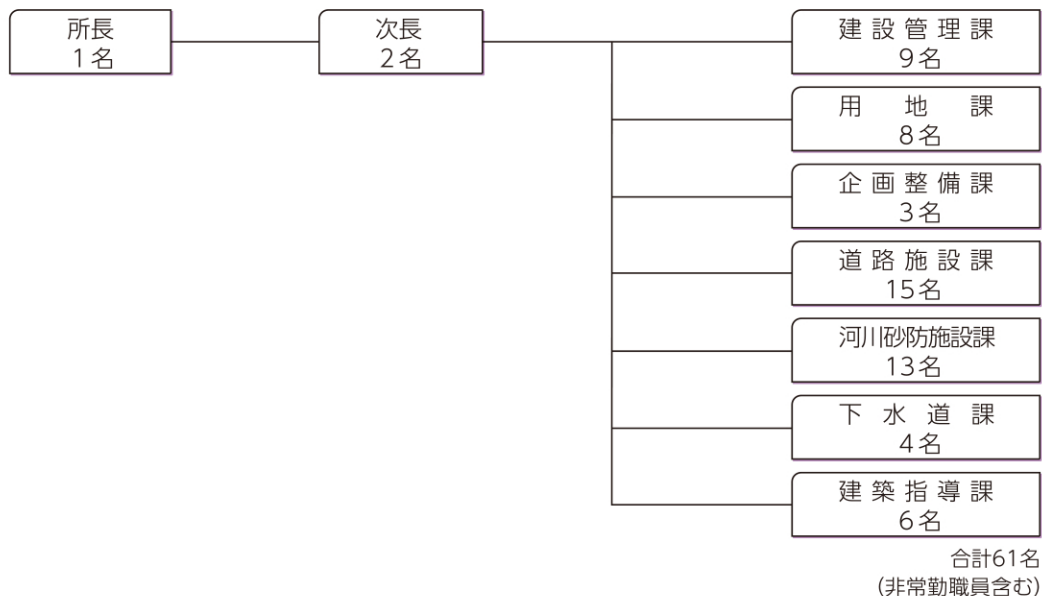 所長
1名
次長
2名
建設管理課
9名
用地課
8名
企画整備課
3名
道路施設課
15名
河川砂防施設課
13名
下水道課
4名
建築指導課
6名
合計61名
(非常勤職員含む)